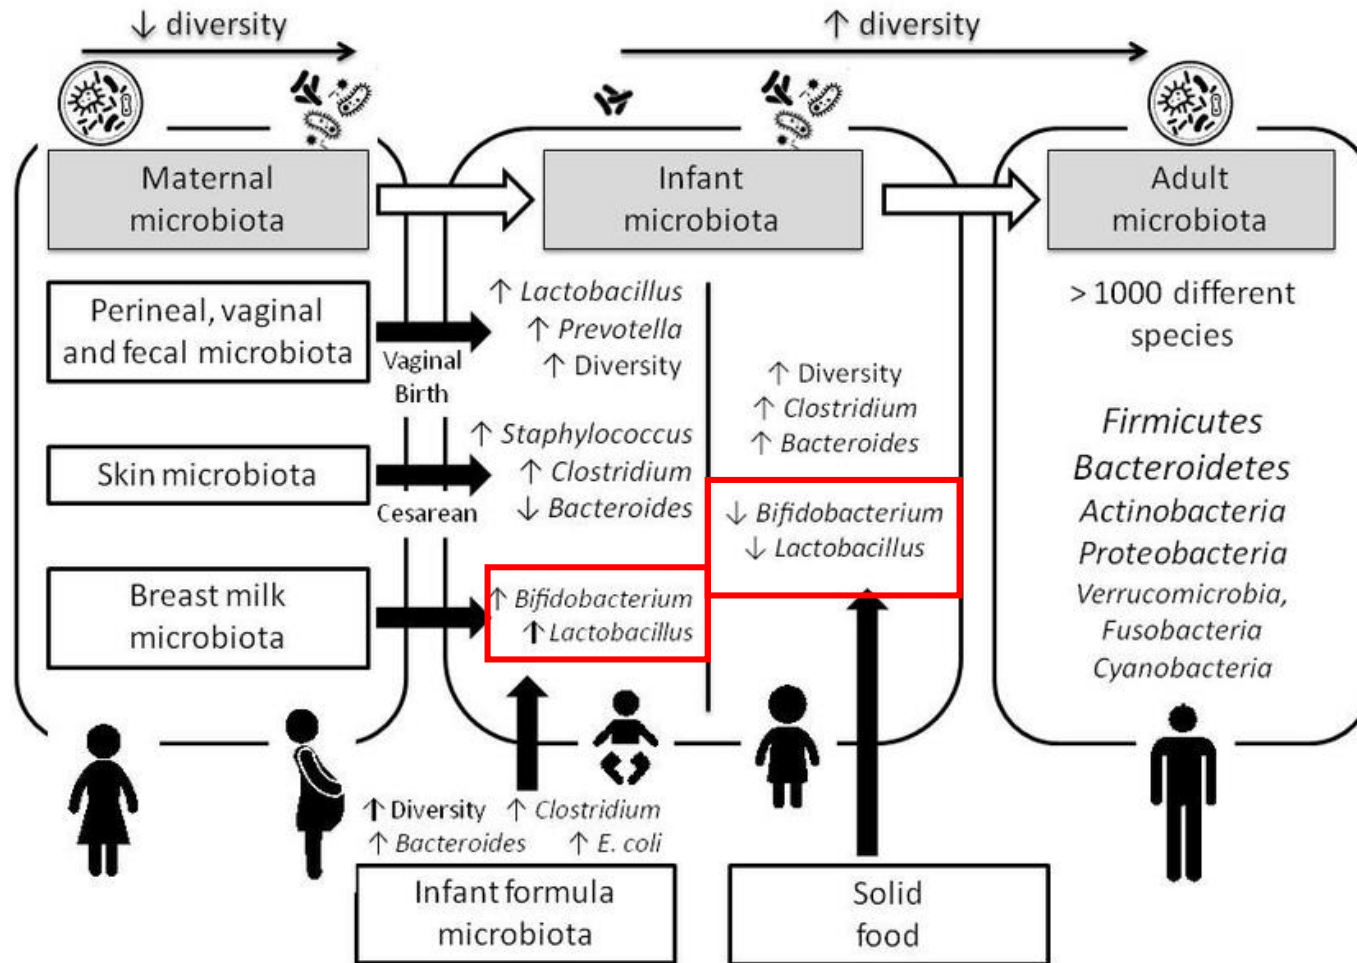 ↓ diversity
↑ diversity
Maternal
microbiota
Infant
microbiota
Adult
microbiota
Perineal, vaginal
and fecal microbiota
Vaginal
Birth
↑ Lactobacillus
↑ Prevotella
↑ Diversity
Skin microbiota
Cesarean
↑ Staphylococcus
↑ Clostridium
↓ Bacteroides
Breast milk
microbiota
↑ Bifidobacterium
↑ Lactobacillus
↑ Diversity
↑ Clostridium
↑ Bacteroides
↓ Bifidobacterium
↓ Lactobacillus
> 1000 different
species
Firmicutes
Bacteroidetes
Actinobacteria
Proteobacteria
Verrucomicrobia,
Fusobacteria
Cyanobacteria
↑ Diversity ↑ Clostridium
↑ Bacteroides ↑ E. coli
Infant formula
microbiota
Solid
food